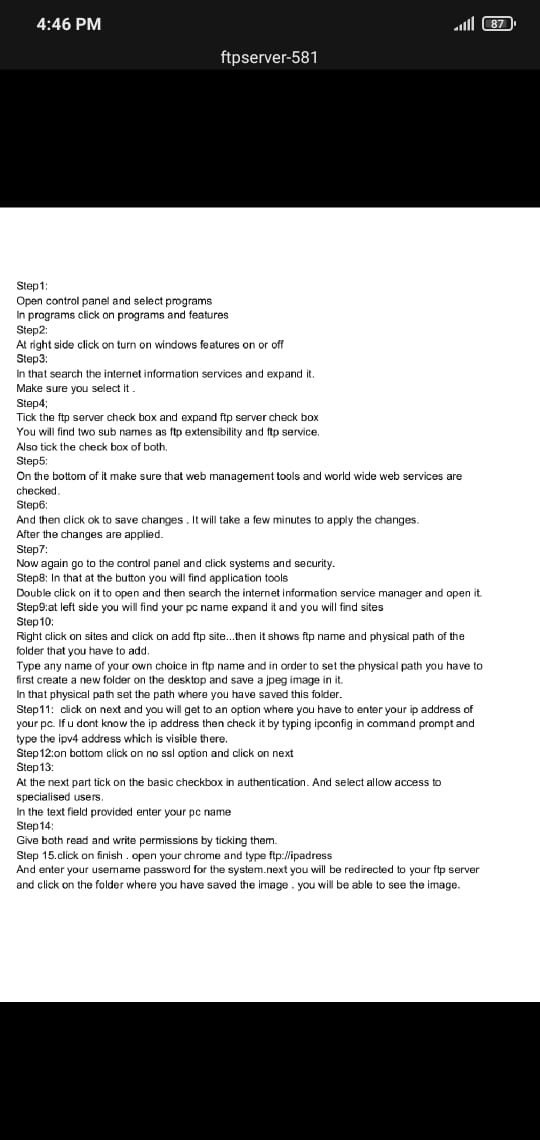 4:46 PM
87
ftpserver-581
Step1:
Open control panel and select programs
In programs click on programs and features
Step2:
At right side click on turn on windows features on or off
Step3:
In that search the internet information services and expand it.
Make sure you select it .
Step4;
Tick the ftp server check box and expand ftp server check box
You will find two sub names as ftp extensibility and ftp service.
Also tick the check box of both.
Step5:
On the bottom of it make sure that web management tools and world wide web services are
checked.
Step6:
And then click ok to save changes . It will take a few minutes to apply the changes.
After the changes are applied.
Step7:
Now again go to the control panel and click systems and security.
Step8: In that at the button you will find application tools
Double click on it to open and then search the internet information service manager and open it.
Step9:at left side you will find your pc name expand it and you will find sites
Step10:
Right click on sites and click on add ftp site...then it shows ftp name and physical path of the
folder that you have to add.
Type any name of your own choice in ftp name and in order to set the physical path you have to
first create a new folder on the desktop and save a jpeg image in it.
In that physical path set the path where you have saved this folder.
Step11: click on next and you will get to an option where you have to enter your ip address of
your pc. If u dont know the ip address then check it by typing ipconfig in command prompt and
type the ipv4 address which is visible there.
Step12:on bottom click on no ssl option and click on next
Step13:
At the next part tick on the basic checkbox in authentication. And select allow access to
specialised users.
In the text field provided enter your pc name
Step14:
Give both read and write permissions by ticking them.
Step 15.click on finish . open your chrome and type ftp://ipadress
And enter your username password for the system.next you will be redirected to your ftp server
and click on the folder where you have saved the image . you will be able to see the image.